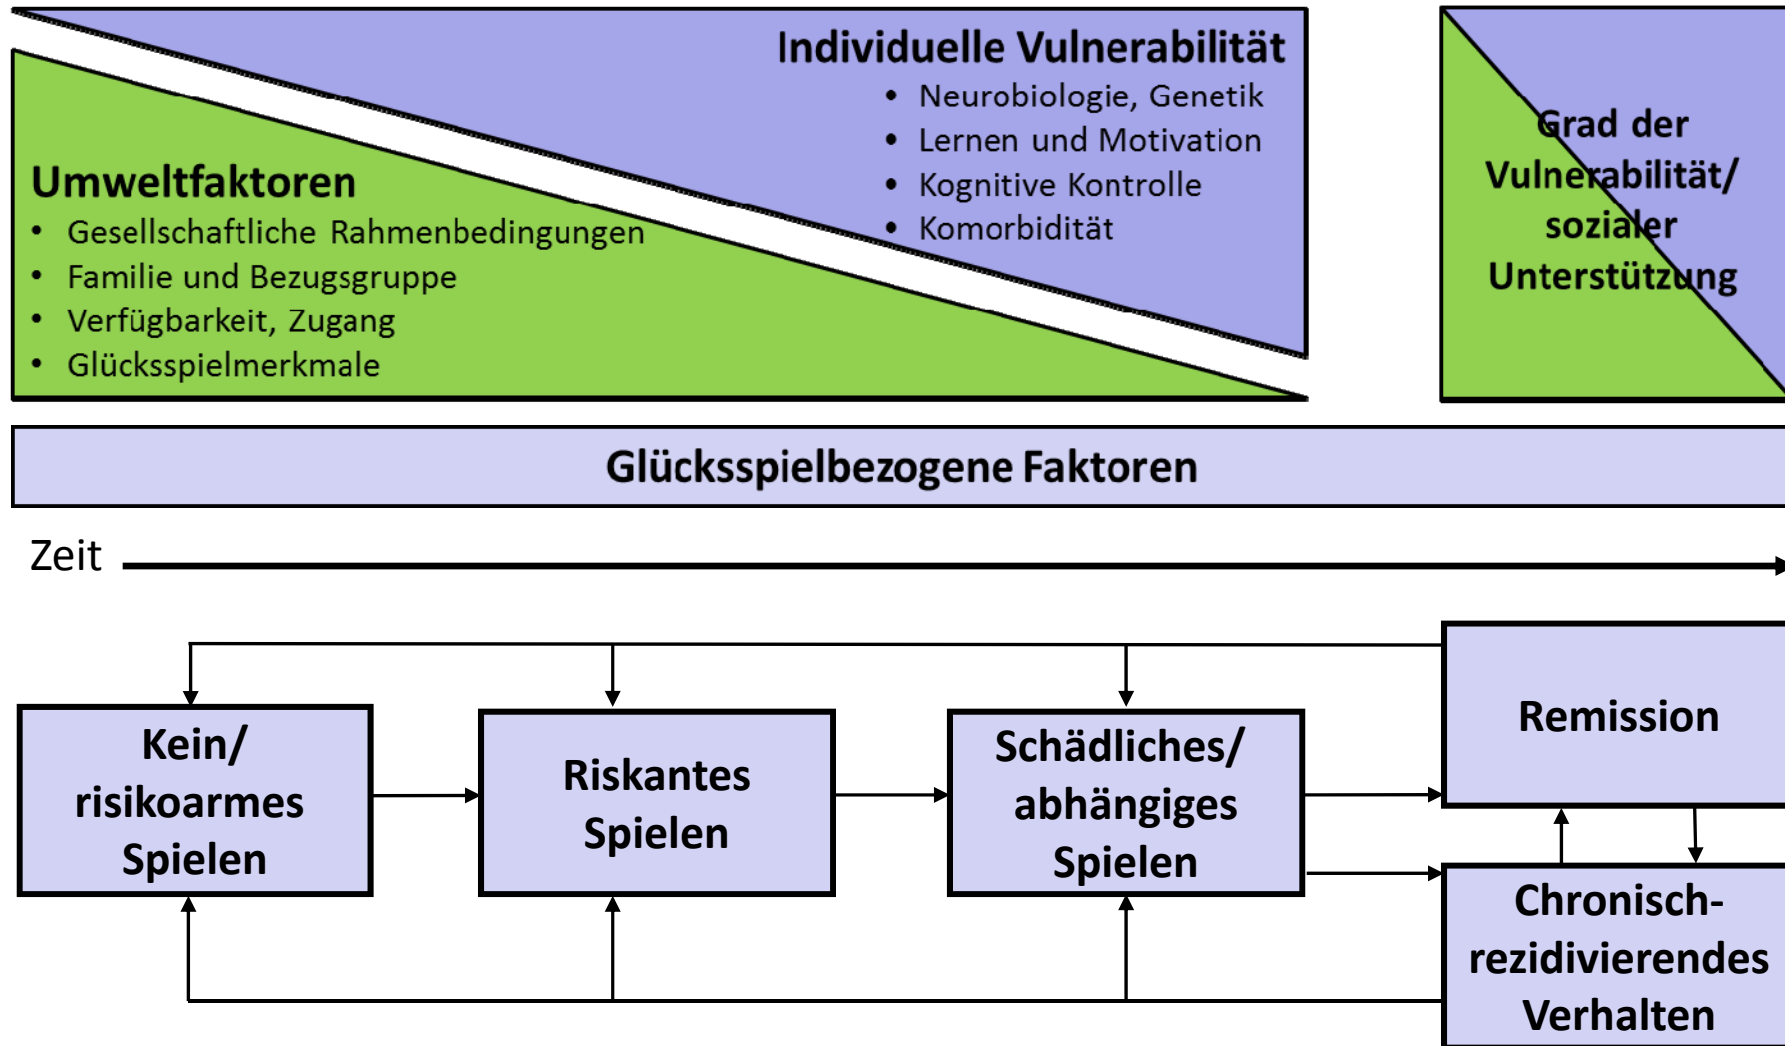 Individuelle Vulnerabilität
• Neurobiologie, Genetik
• Lernen und Motivation
• Kognitive Kontrolle
• Komorbidität
Umweltfaktoren
• Gesellschaftliche Rahmenbedingungen
• Familie und Bezugsgruppe
• Verfügbarkeit, Zugang
• Glücksspielmerkmale
Grad der
Vulnerabilität/
sozialer
Unterstützung
Glücksspielbezogene Faktoren
Zeit
Kein/
risikoarmes
Spielen
Riskantes
Spielen
Schädliches/
abhängiges
Spielen
Remission
Chronisch-
rezidivierendes
Verhalten